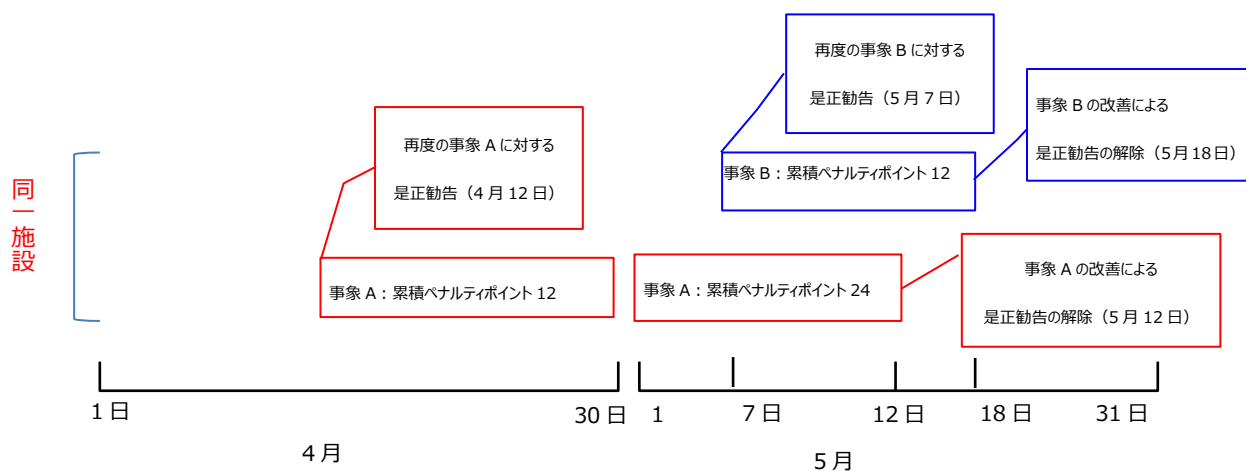 同一施設
再度の事象 A に対する
是正勧告（4 月 12 日）
事象 A：累積ペナルティポイント 12
再度の事象 B に対する
是正勧告（5 月 7 日）
事象 B：累積ペナルティポイント 12
事象 B の改善による
是正勧告の解除（5月18日）
事象 A：累積ペナルティポイント 24
事象 A の改善による
是正勧告の解除（5 月 12 日）
1 日
30 日
1
7 日
12 日
18 日
31 日
4 月
5 月